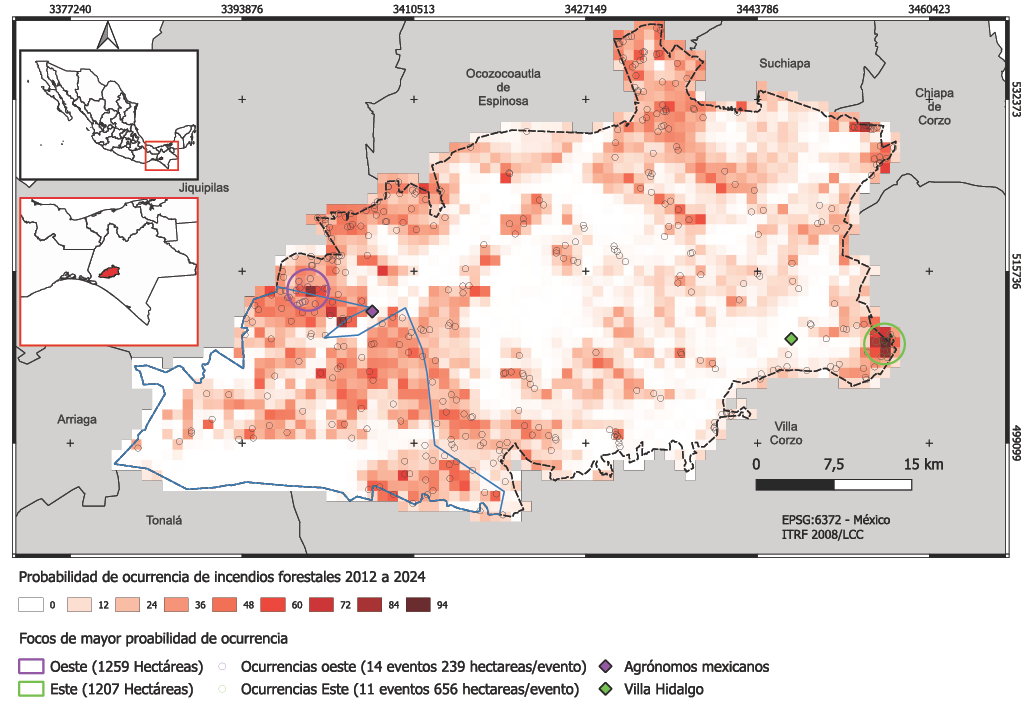 3377240 3393876 3410513 3427149 3443786 3460423
Ocozocoautla
de
Espinosa
Suchiapa
Chiapa
de
Corzo
532373
Jiquipilas
515736
Arriaga
Villa
Corzo
499099
0 7,5 15 km
Tonalá
EPSG:6372 - México
ITRF 2008/LCC
Probabilidad de ocurrencia de incendios forestales 2012 a 2024
0 12 24 36 48 60 72 84 94
Focos de mayor proabilidad de ocurrencia
Oeste (1259 Hectáreas) Ocurrencias oeste (14 eventos 239 hectareas/evento) Agrónomos mexicanos
Este (1207 Hectáreas) Ocurrencias Este (11 eventos 656 hectareas/evento) Villa Hidalgo